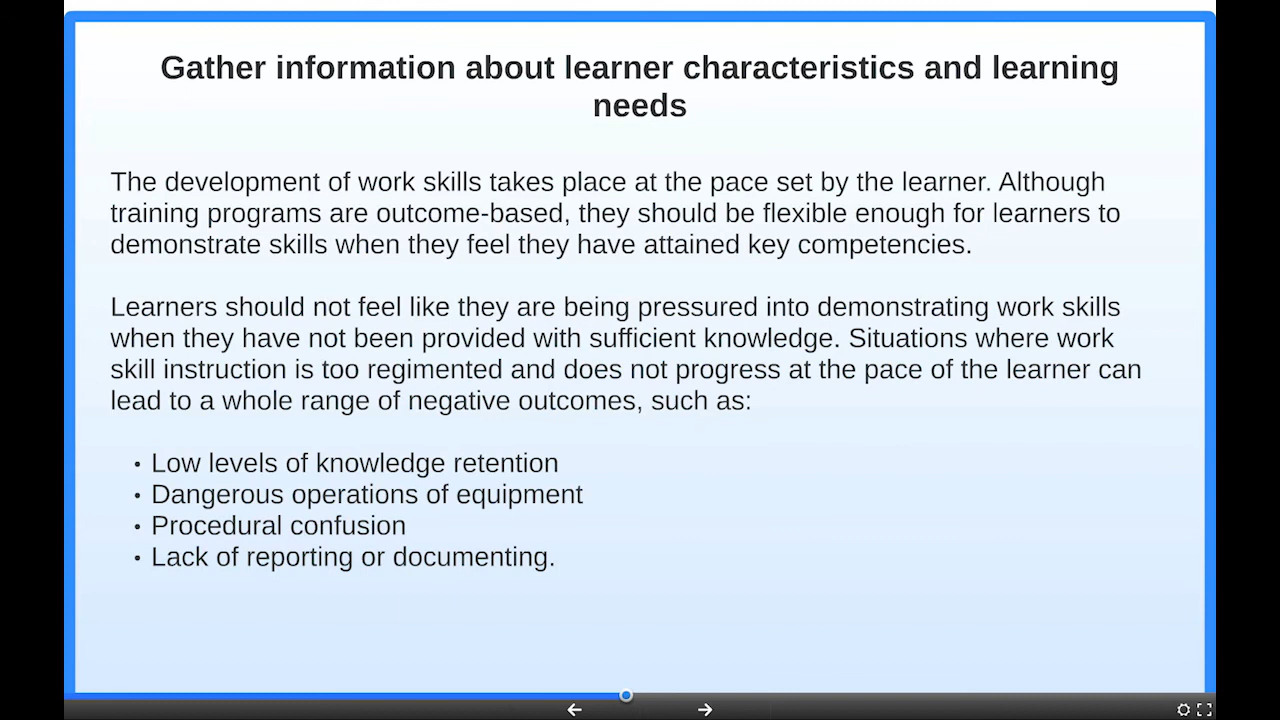 Gather information about learner characteristics and learning
needs
The development of work skills takes place at the pace set by the learner. Although
training programs are outcome-based, they should be flexible enough for learners to
demonstrate skills when they feel they have attained key competencies.
Learners should not feel like they are being pressured into demonstrating work skills
when they have not been provided with sufficient knowledge. Situations where work
skill instruction is too regimented and does not progress at the pace of the learner can
lead to a whole range of negative outcomes, such as:
• Low levels of knowledge retention
• Dangerous operations of equipment
• Procedural confusion
• Lack of reporting or documenting.